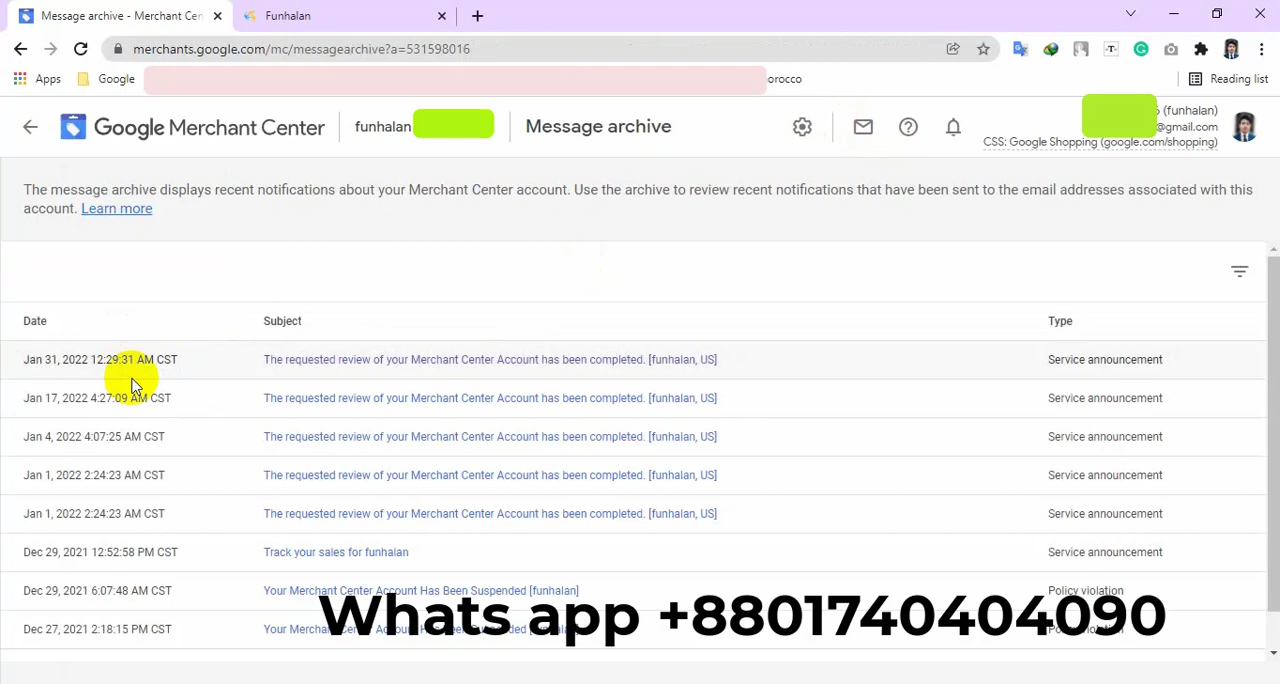 Message archive - Merchant Cen
Funhalan
merchants.google.com/mc/messagearchive?a=531598016
Apps
Google
orocco
Reading list
Google Merchant Center
funhalan
Message archive
(funhalan)
@gmail.com
CSS: Google Shopping (google.com/shopping)
The message archive displays recent notifications about your Merchant Center account. Use the archive to review recent notifications that have been sent to the email addresses associated with this
account. Learn more
Date Subject Type
Jan 31, 2022 12:29:31 AM CST The requested review of your Merchant Center Account has been completed. [funhalan, US] Service announcement
Jan 17, 2022 4:27:09 AM CST The requested review of your Merchant Center Account has been completed. [funhalan, US] Service announcement
Jan 4, 2022 4:07:25 AM CST The requested review of your Merchant Center Account has been completed. [funhalan, US] Service announcement
Jan 1, 2022 2:24:23 AM CST The requested review of your Merchant Center Account has been completed. [funhalan, US] Service announcement
Jan 1, 2022 2:24:23 AM CST The requested review of your Merchant Center Account has been completed. [funhalan, US] Service announcement
Dec 29, 2021 12:52:58 PM CST Track your sales for funhalan Service announcement
Dec 29, 2021 6:07:48 AM CST Your Merchant Center Account Has Been Suspended [funhalan] Policy violation
Dec 27, 2021 2:18:15 PM CST Your Merchant Center Account Has Been Suspended [funhalan] Policy violation
Whats app +8801740404090